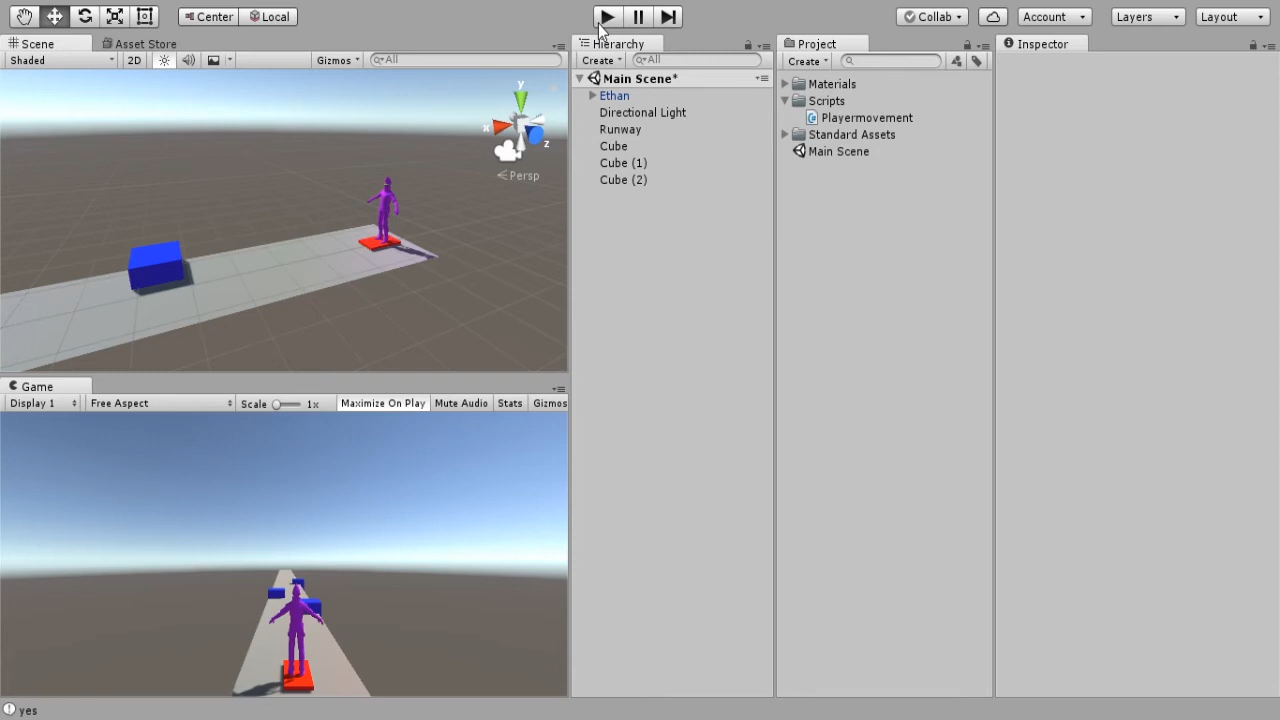 Center Local Collab Account Layers Layout
Scene Asset Store
Shaded 2D Gizmos All
y
x
z
Persp
Game
Display 1 Free Aspect Scale 1x Maximize On Play Mute Audio Stats Gizmos
Hierarchy
Create All
Main Scene*
Ethan
Directional Light
Runway
Cube
Cube (1)
Cube (2)
Project
Create
Materials
Scripts
Playermovement
Standard Assets
Main Scene
Inspector
yes